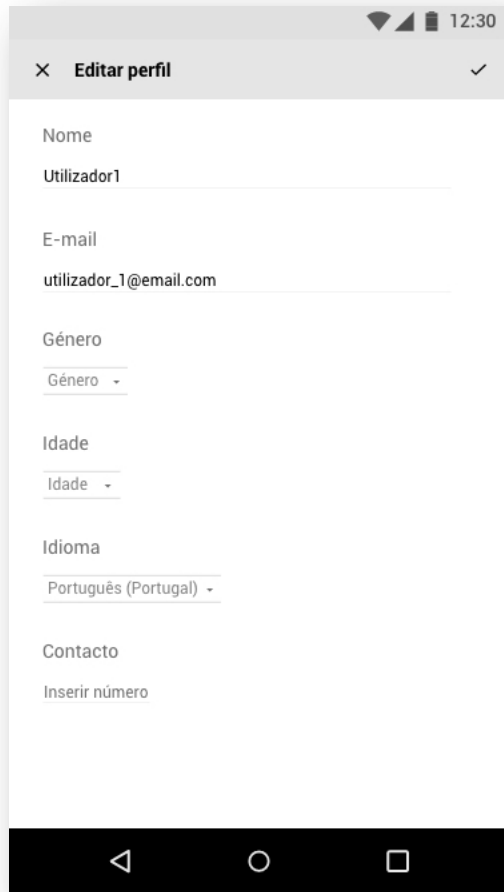 12:30
Editar perfil
Nome
Utilizador1
E-mail
utilizador_1@email.com
Género
Género
Idade
Idade
Idioma
Português (Portugal)
Contacto
Inserir número